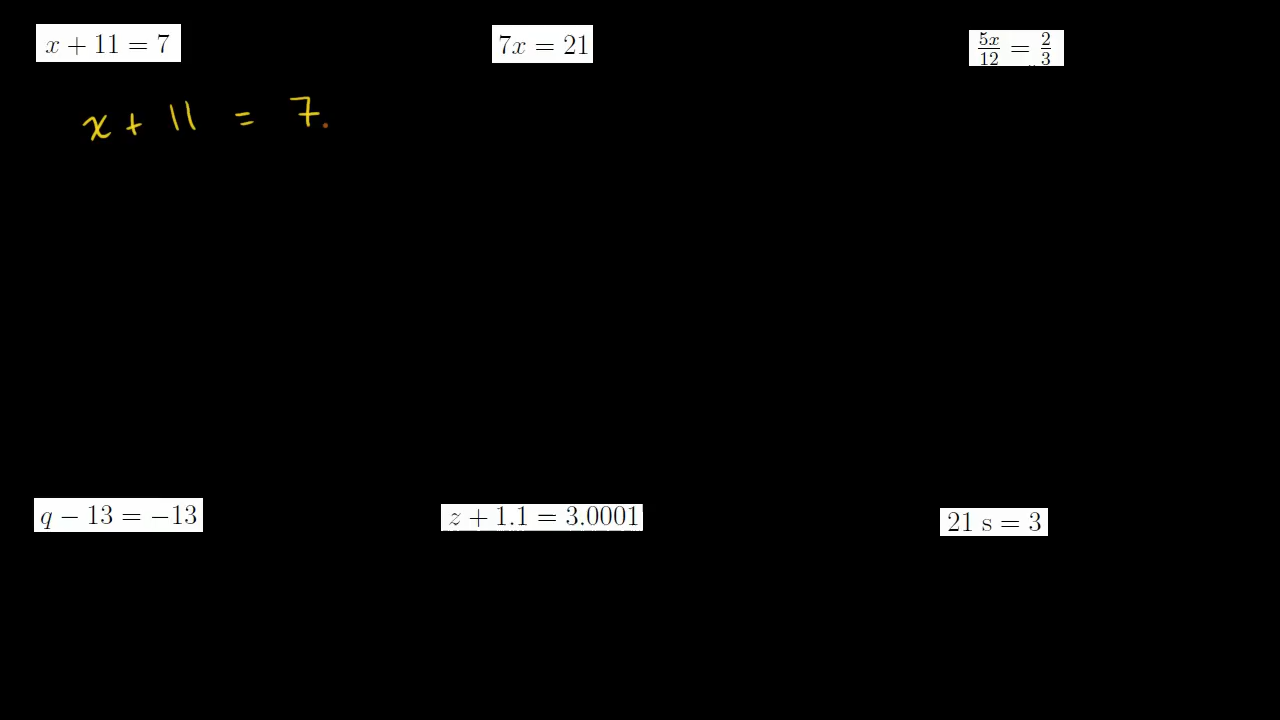 x + 11 = 7
7x = 21
5x/12 = 2/3
x + 11 = 7
q − 13 = −13
z + 1.1 = 3.0001
21 s = 3